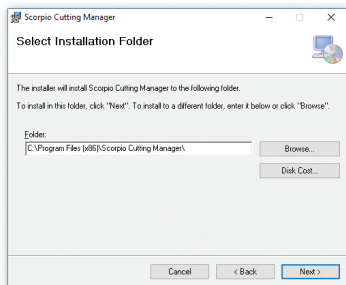 Scorpio Cutting Manager
Select Installation Folder
The installer will install Scorpio Cutting Manager to the following folder.
To install in this folder, click "Next". To install to a different folder, enter it below or click "Browse".
Folder:
C:\Program Files (x86)\Scorpio Cutting Manager\
Browse...
Disk Cost...
Cancel
< Back
Next >